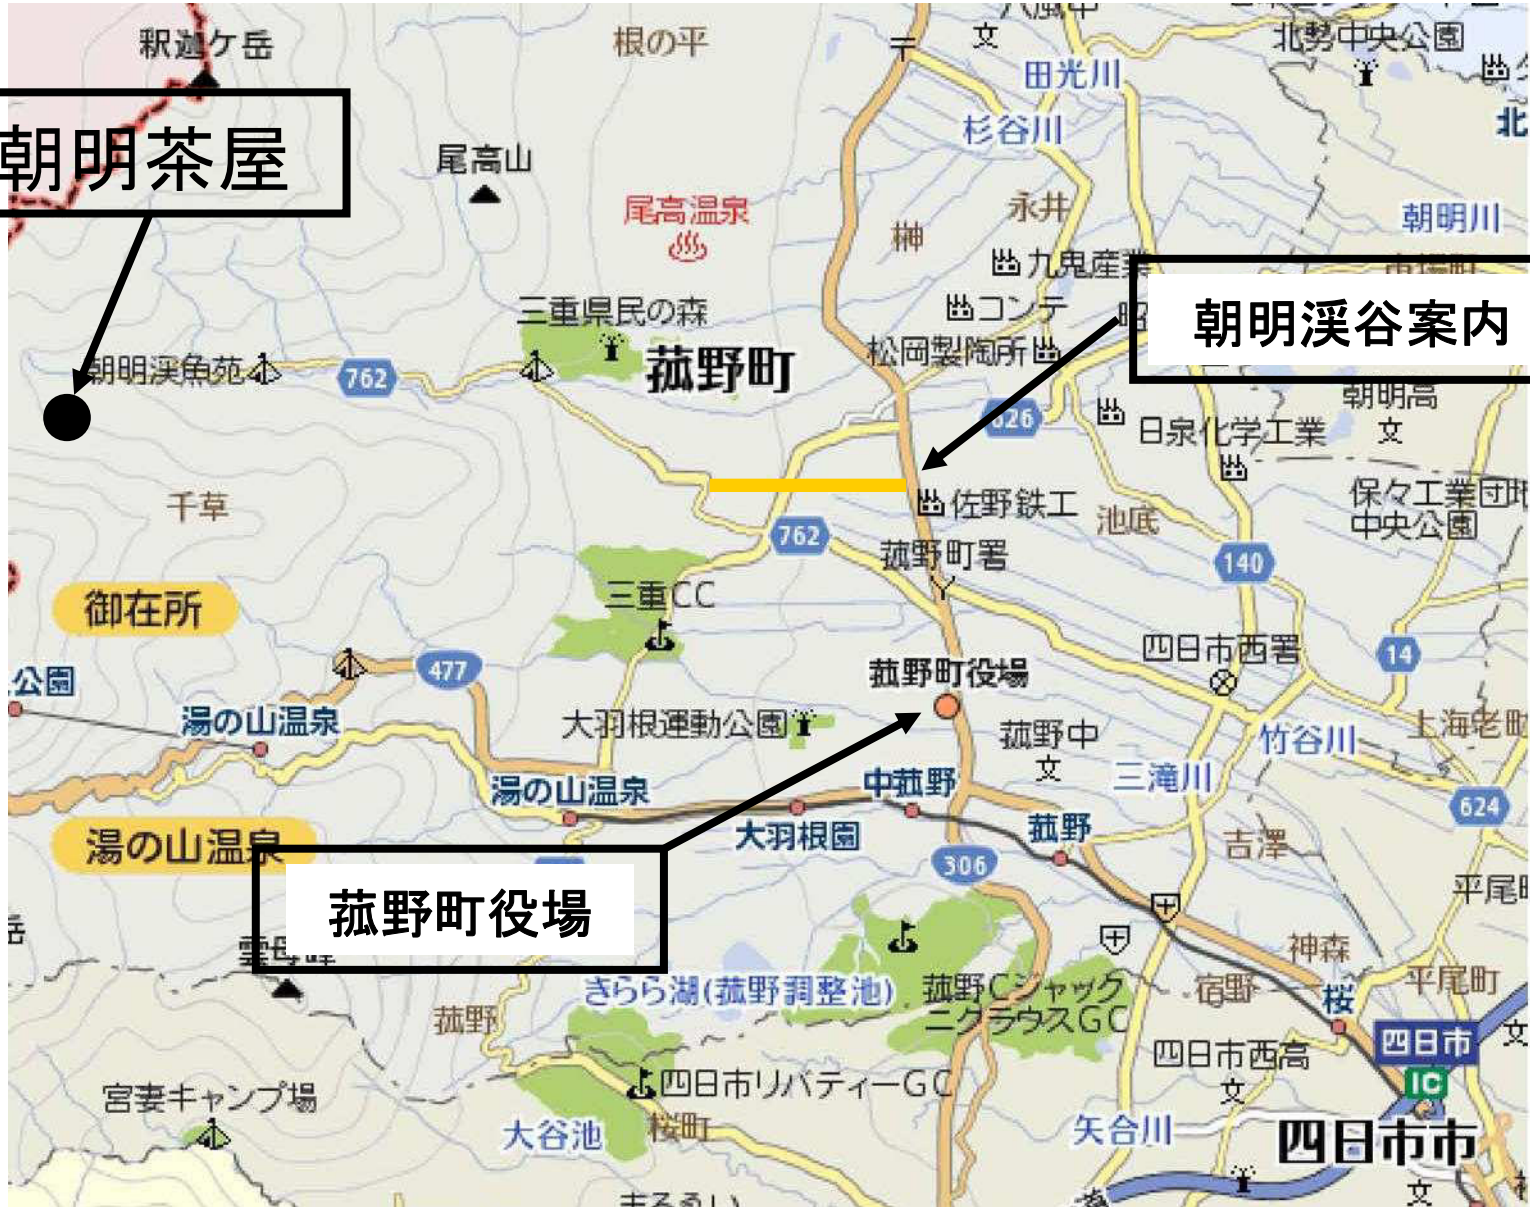 釈迦ケ岳
根の平
文
北勢中央公園
田光川
朝明茶屋
杉谷川
北
尾高山
尾高温泉
永井
榊
朝明川
九鬼産業
三重県民の森
コンテ
朝明渓谷案内
松岡製陶所
菰野町
朝明渓魚苑
762
朝明高
文
626
日泉化学工業
千草
佐野鉄工
池底
保々工業団地
中央公園
762
菰野町署
140
三重CC
御在所
四日市西署
14
公園
477
菰野町役場
湯の山温泉
大羽根運動公園
菰野中
文
竹谷川
上海老町
三滝川
湯の山温泉
中菰野
624
大羽根園
菰野
吉澤
湯の山温泉
306
平尾町
菰野町役場
岳
神森
きらら湖(菰野調整池)
菰野Cジャック
ニクラウスGC
宿野
平尾町
桜
菰野
四日市
IC
文
四日市西高
文
宮妻キャンプ場
四日市リバティーGC
大谷池
桜町
矢合川
四日市市
文